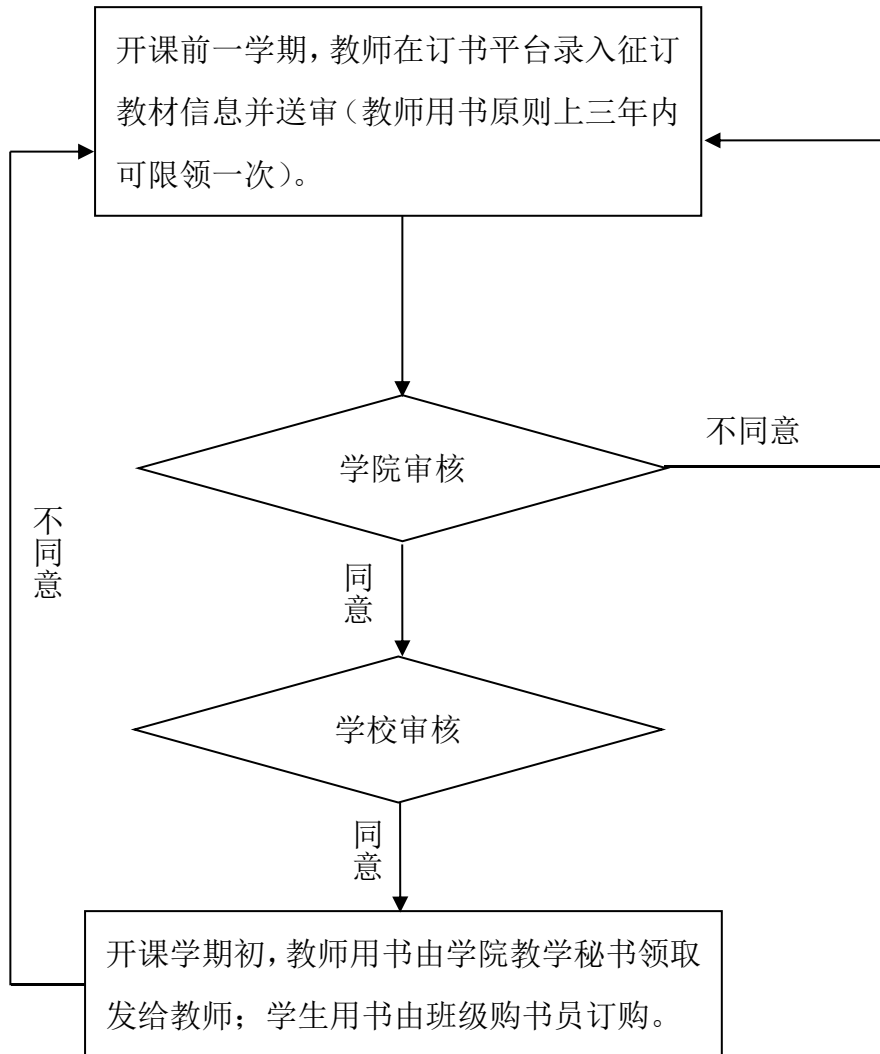 开课前一学期，教师在订书平台录入征订
教材信息并送审（教师用书原则上三年内
可限领一次）。
学院审核
不同意
不同意
同意
学校审核
同意
开课学期初，教师用书由学院教学秘书领取
发给教师；学生用书由班级购书员订购。